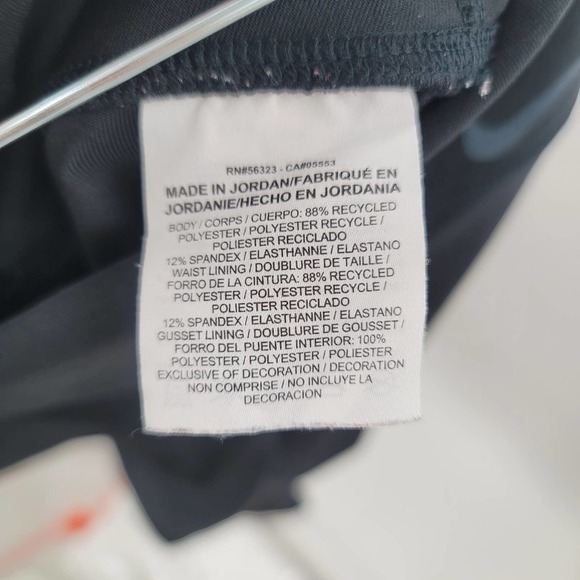 RN#56323 - CA#05553
MADE IN JORDAN/FABRIQUÉ EN
JORDANIE/HECHO EN JORDANIA
BODY / CORPS / CUERPO: 88% RECYCLED
POLYESTER / POLYESTER RECYCLE /
POLIESTER RECICLADO
12% SPANDEX / ELASTHANNE / ELASTANO
WAIST LINING / DOUBLURE DE TAILLE /
FORRO DE LA CINTURA: 88% RECYCLED
POLYESTER / POLYESTER RECYCLE /
POLIESTER RECICLADO
12% SPANDEX / ELASTHANNE / ELASTANO
GUSSET LINING / DOUBLURE DE GOUSSET /
FORRO DEL PUENTE INTERIOR: 100%
POLYESTER / POLYESTER / POLIESTER
EXCLUSIVE OF DECORATION / DECORATION
NON COMPRISE / NO INCLUYE LA
DECORACION